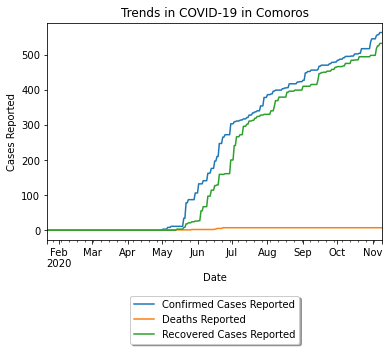 Trends in COVID-19 in Comoros
Cases Reported
500
400
300
200
100
0
Feb Mar Apr May Jun Jul Aug Sep Oct Nov
2020
Date
Confirmed Cases Reported
Deaths Reported
Recovered Cases Reported